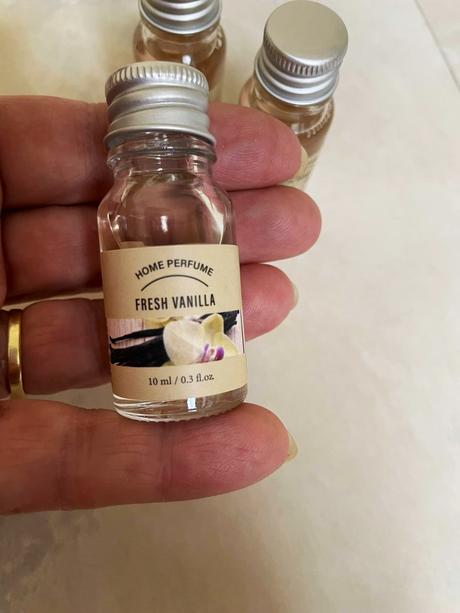 HOME PERFUME
FRESH VANILLA
10 ml / 0.3 fl.oz.